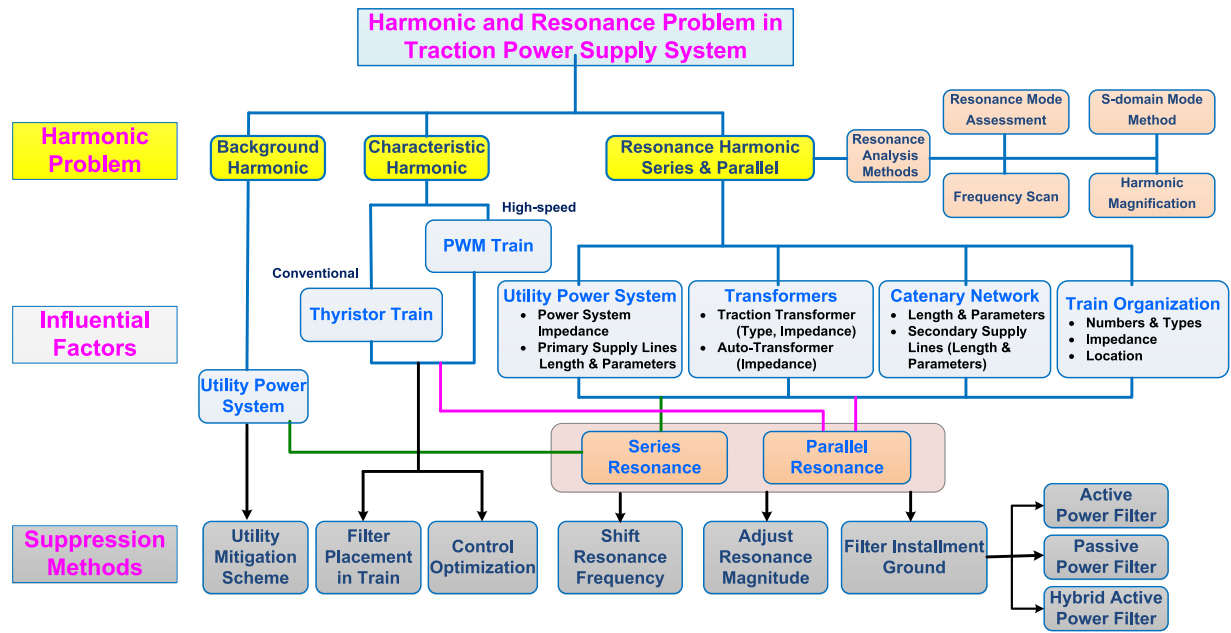 Harmonic and Resonance Problem in
Traction Power Supply System
Harmonic
Problem
Background
Harmonic
Characteristic
Harmonic
Resonance Harmonic
Series & Parallel
Resonance
Analysis
Methods
Resonance Mode
Assessment
S-domain Mode
Method
Frequency Scan
Harmonic
Magnification
High-speed
PWM Train
Conventional
Thyristor Train
Influential
Factors
Utility Power
System
Utility Power System
• Power System
Impedance
• Primary Supply Lines
Length & Parameters
Transformers
• Traction Transformer
(Type, Impedance)
• Auto-Transformer
(Impedance)
Catenary Network
• Length & Parameters
• Secondary Supply
Lines (Length &
Parameters)
Train Organization
• Numbers & Types
• Impedance
• Location
Series
Resonance
Parallel
Resonance
Suppression
Methods
Utility
Mitigation
Scheme
Filter
Placement
in Train
Control
Optimization
Shift
Resonance
Frequency
Adjust
Resonance
Magnitude
Filter Installment
Ground
Active
Power Filter
Passive
Power Filter
Hybrid Active
Power Filter